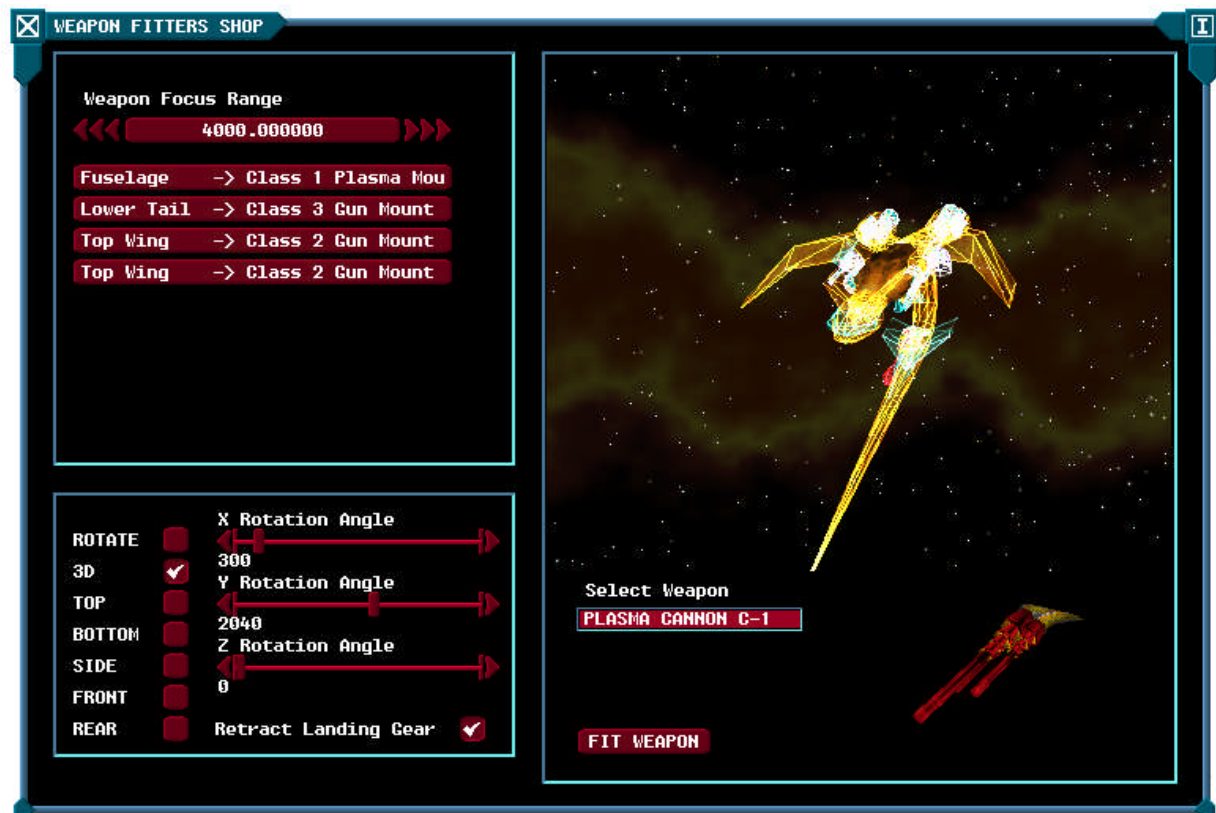 WEAPON FITTERS SHOP
I
Weapon Focus Range
4000.000000
Fuselage -> Class 1 Plasma Mou
Lower Tail -> Class 3 Gun Mount
Top Wing -> Class 2 Gun Mount
Top Wing -> Class 2 Gun Mount
ROTATE
3D
TOP
BOTTOM
SIDE
FRONT
REAR
X Rotation Angle
300
Y Rotation Angle
2040
Z Rotation Angle
0
Retract Landing Gear
Select Weapon
PLASMA CANNON C-1
FIT WEAPON